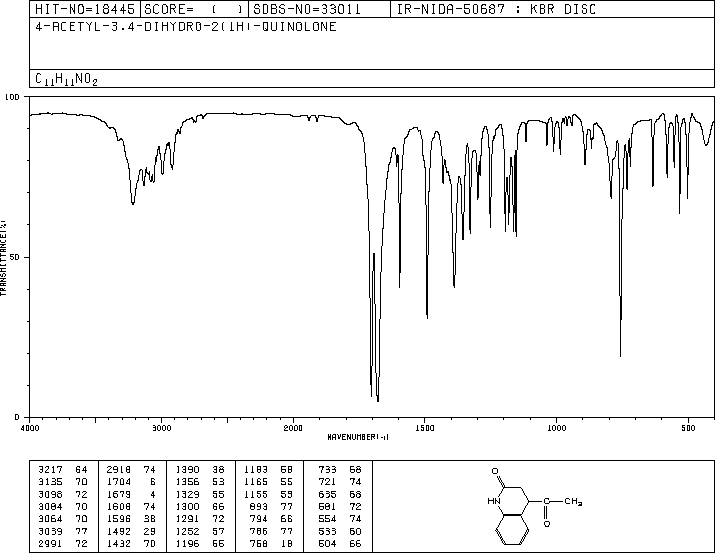 HIT-NO=18445 SCORE= ( ) SDBS-NO=33011 IR-NIDA-50687 : KBR DISC
4-ACETYL-3.4-DIHYDRO-2(1H)-QUINOLONE
C11H11NO2
100
50
0
TRANSMITTANCE(%)
4000 3000 2000 1500 1000 500
WAVENUMBER(-1)
3217 64 2918 74 1390 38 1183 58 733 68
3135 70 1704 6 1356 53 1165 55 721 74
3098 72 1679 4 1329 55 1155 53 635 68
3084 70 1608 74 1300 66 893 77 581 72
3064 70 1596 38 1291 72 794 66 554 74
3039 77 1492 29 1252 57 786 77 533 60
2991 72 1432 70 1196 55 758 18 504 66
O
HN C CH3
O